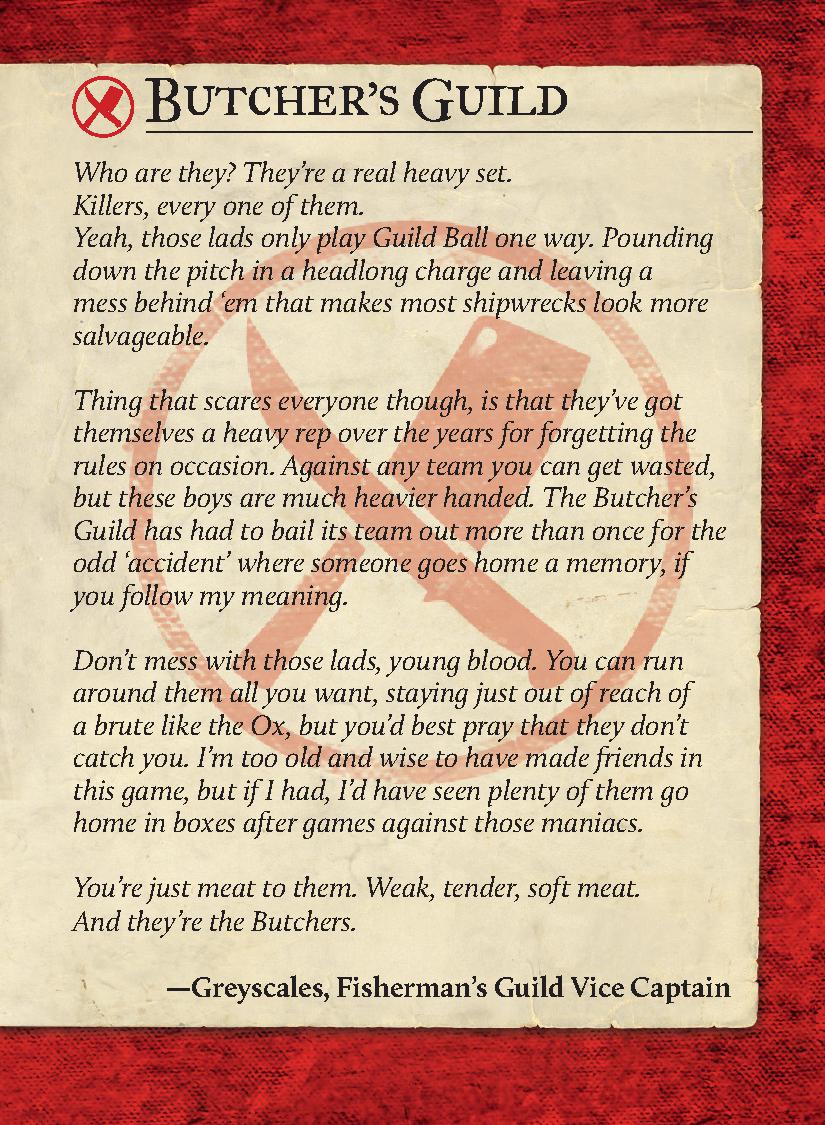 Butcher's Guild
Who are they? They're a real heavy set.
Killers, every one of them.
Yeah, those lads only play Guild Ball one way. Pounding
down the pitch in a headlong charge and leaving a
mess behind 'em that makes most shipwrecks look more
salvageable.
Thing that scares everyone though, is that they've got
themselves a heavy rep over the years for forgetting the
rules on occasion. Against any team you can get wasted,
but these boys are much heavier handed. The Butcher's
Guild has had to bail its team out more than once for the
odd 'accident' where someone goes home a memory, if
you follow my meaning.
Don't mess with those lads, young blood. You can run
around them all you want, staying just out of reach of
a brute like the Ox, but you'd best pray that they don't
catch you. I'm too old and wise to have made friends in
this game, but if I had, I'd have seen plenty of them go
home in boxes after games against those maniacs.
You're just meat to them. Weak, tender, soft meat.
And they're the Butchers.
—Greyscales, Fisherman's Guild Vice Captain